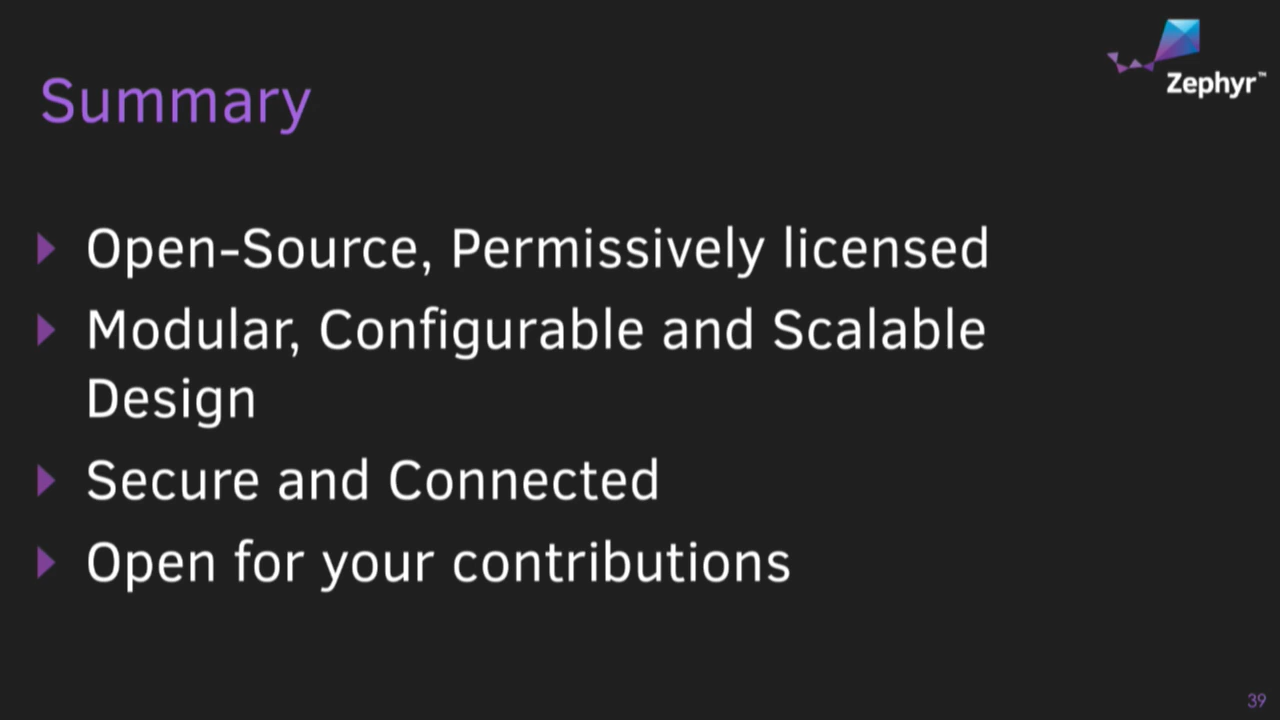 Zephyr™
Summary
Open-Source, Permissively licensed
Modular, Configurable and Scalable
Design
Secure and Connected
Open for your contributions
39